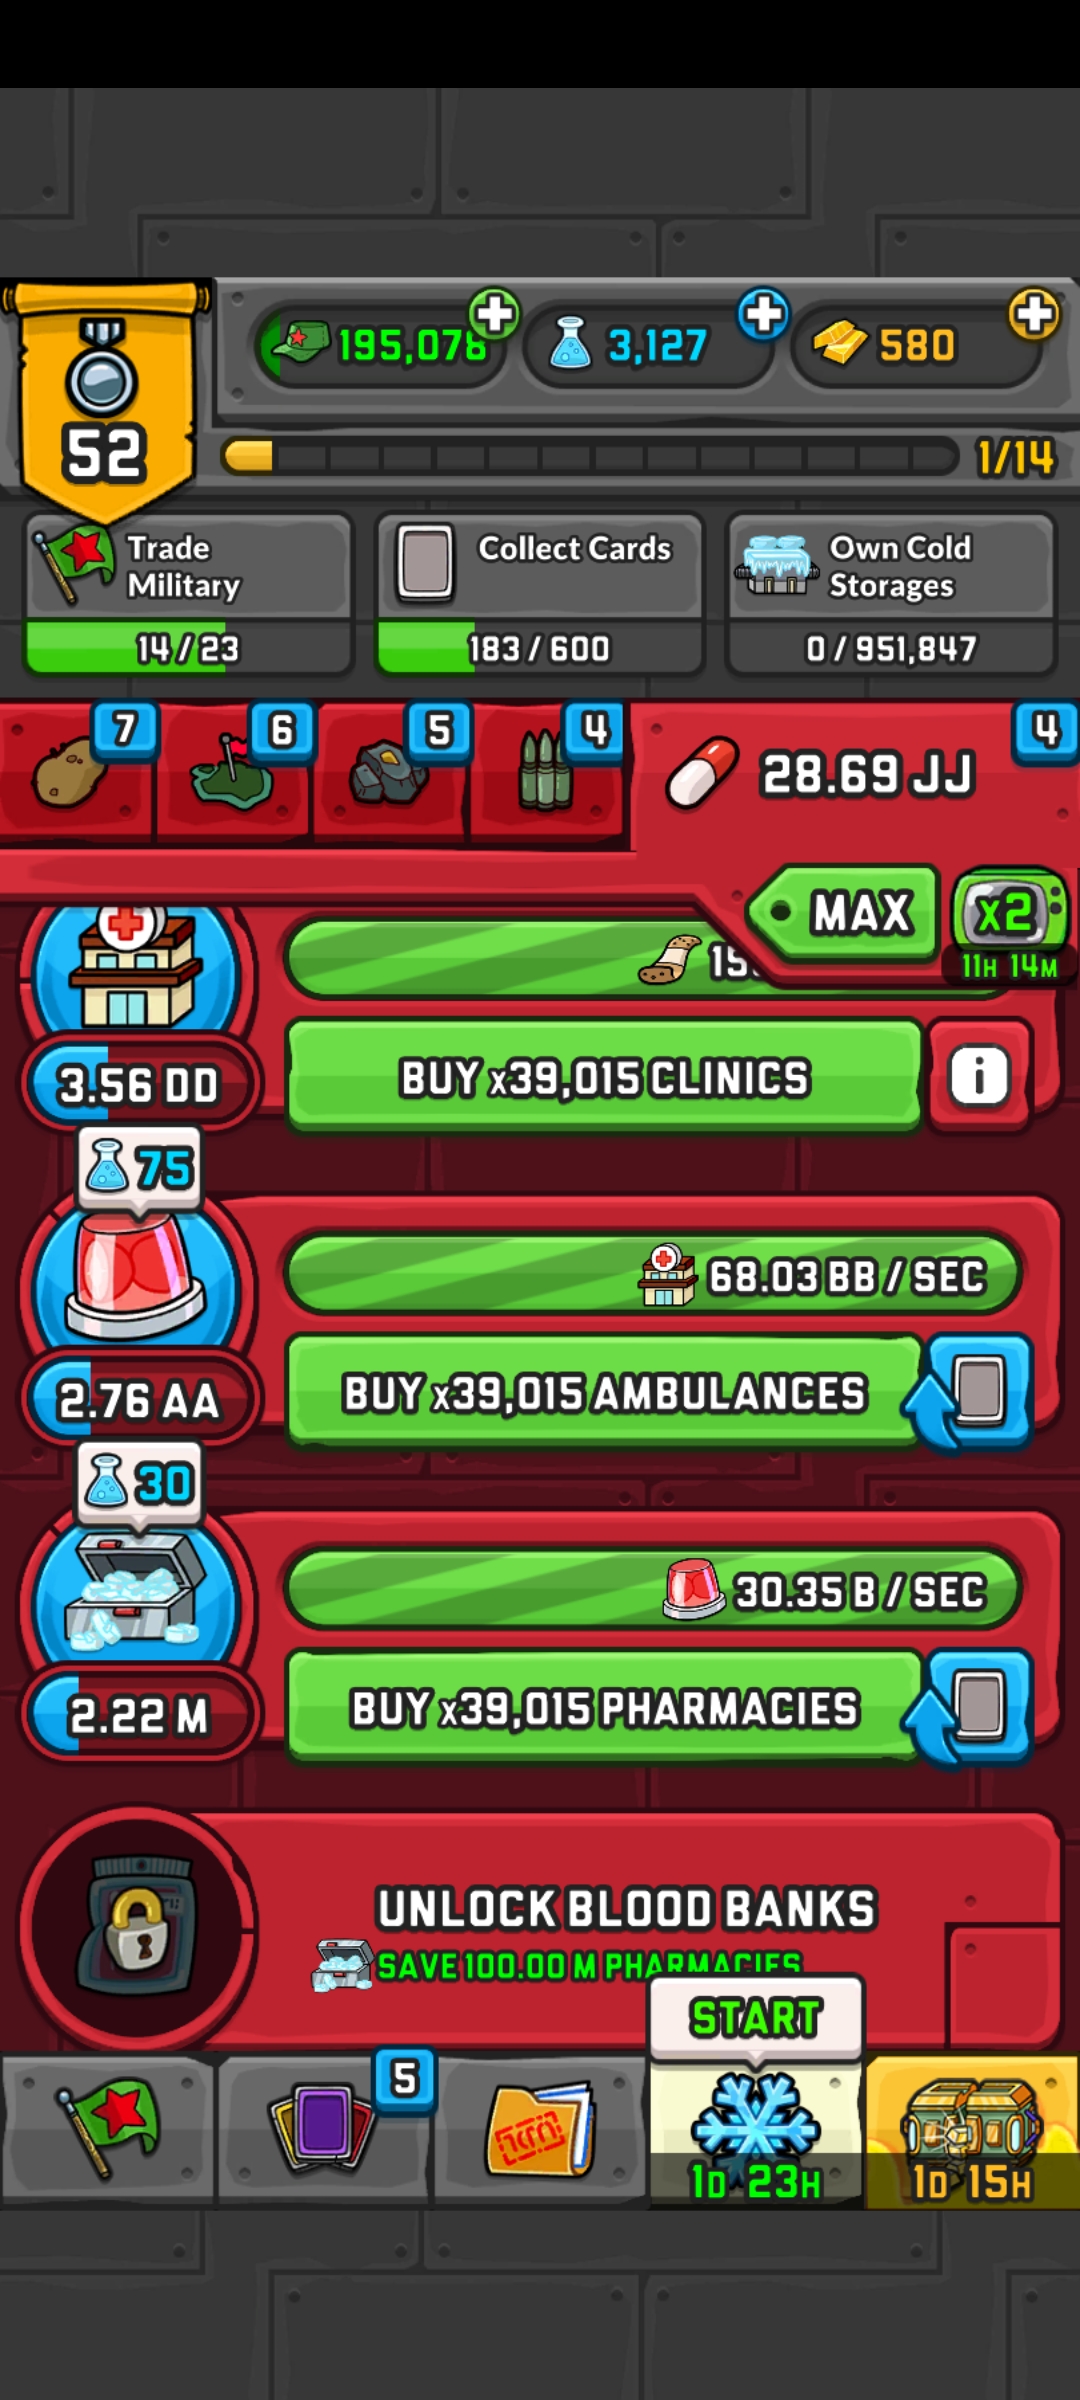 195,078
3,127
580
52
1/14
Trade
Military
Collect Cards
Own Cold
Storages
14/23
183/600
0/951,847
7
6
5
4
4
28.69 JJ
MAX
x2
11H 14M
BUY x39,015 CLINICS
i
3.56 DD
75
68.03 BB / SEC
BUY x39,015 AMBULANCES
2.76 AA
30
30.35 B / SEC
BUY x39,015 PHARMACIES
2.22 M
UNLOCK BLOOD BANKS
SAVE 100.00 M PHARMACIES
START
5
1D 23H
1D 15H